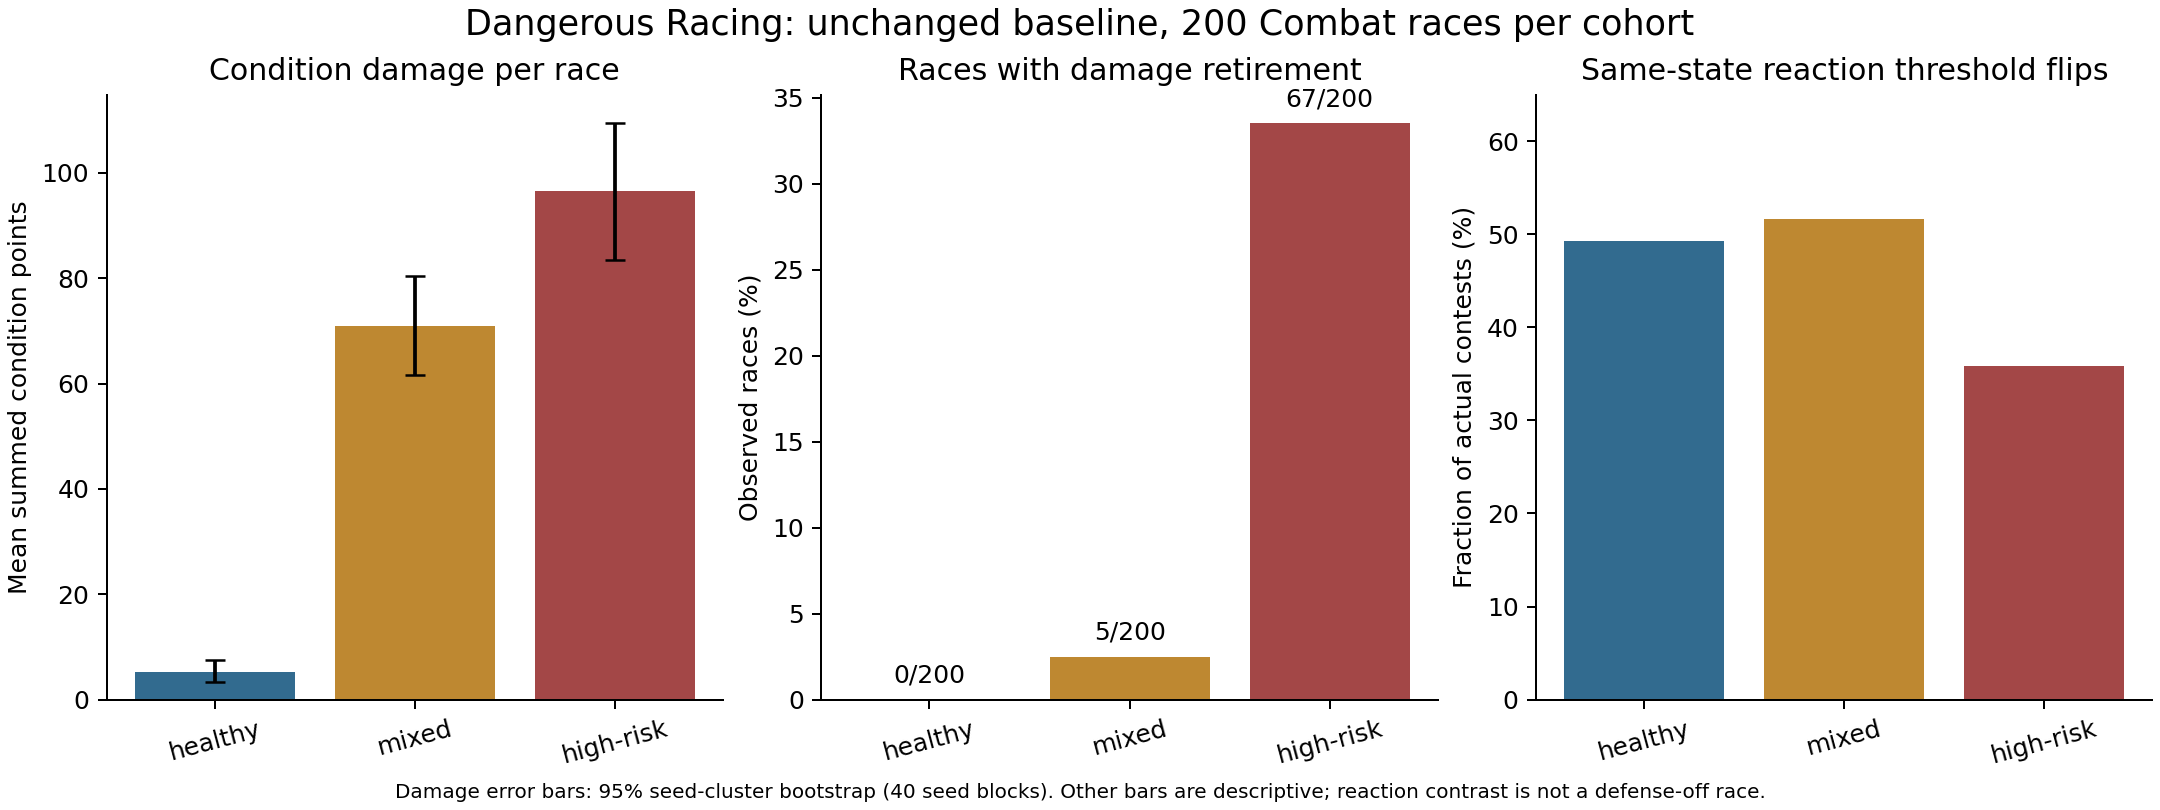 Dangerous Racing: unchanged baseline, 200 Combat races per cohort
Condition damage per race
Mean summed condition points
100
80
60
40
20
0
healthy
mixed
high-risk
Races with damage retirement
Observed races (%)
35
30
25
20
15
10
5
0
0/200
5/200
67/200
healthy
mixed
high-risk
Same-state reaction threshold flips
Fraction of actual contests (%)
60
50
40
30
20
10
0
healthy
mixed
high-risk
Damage error bars: 95% seed-cluster bootstrap (40 seed blocks). Other bars are descriptive; reaction contrast is not a defense-off race.